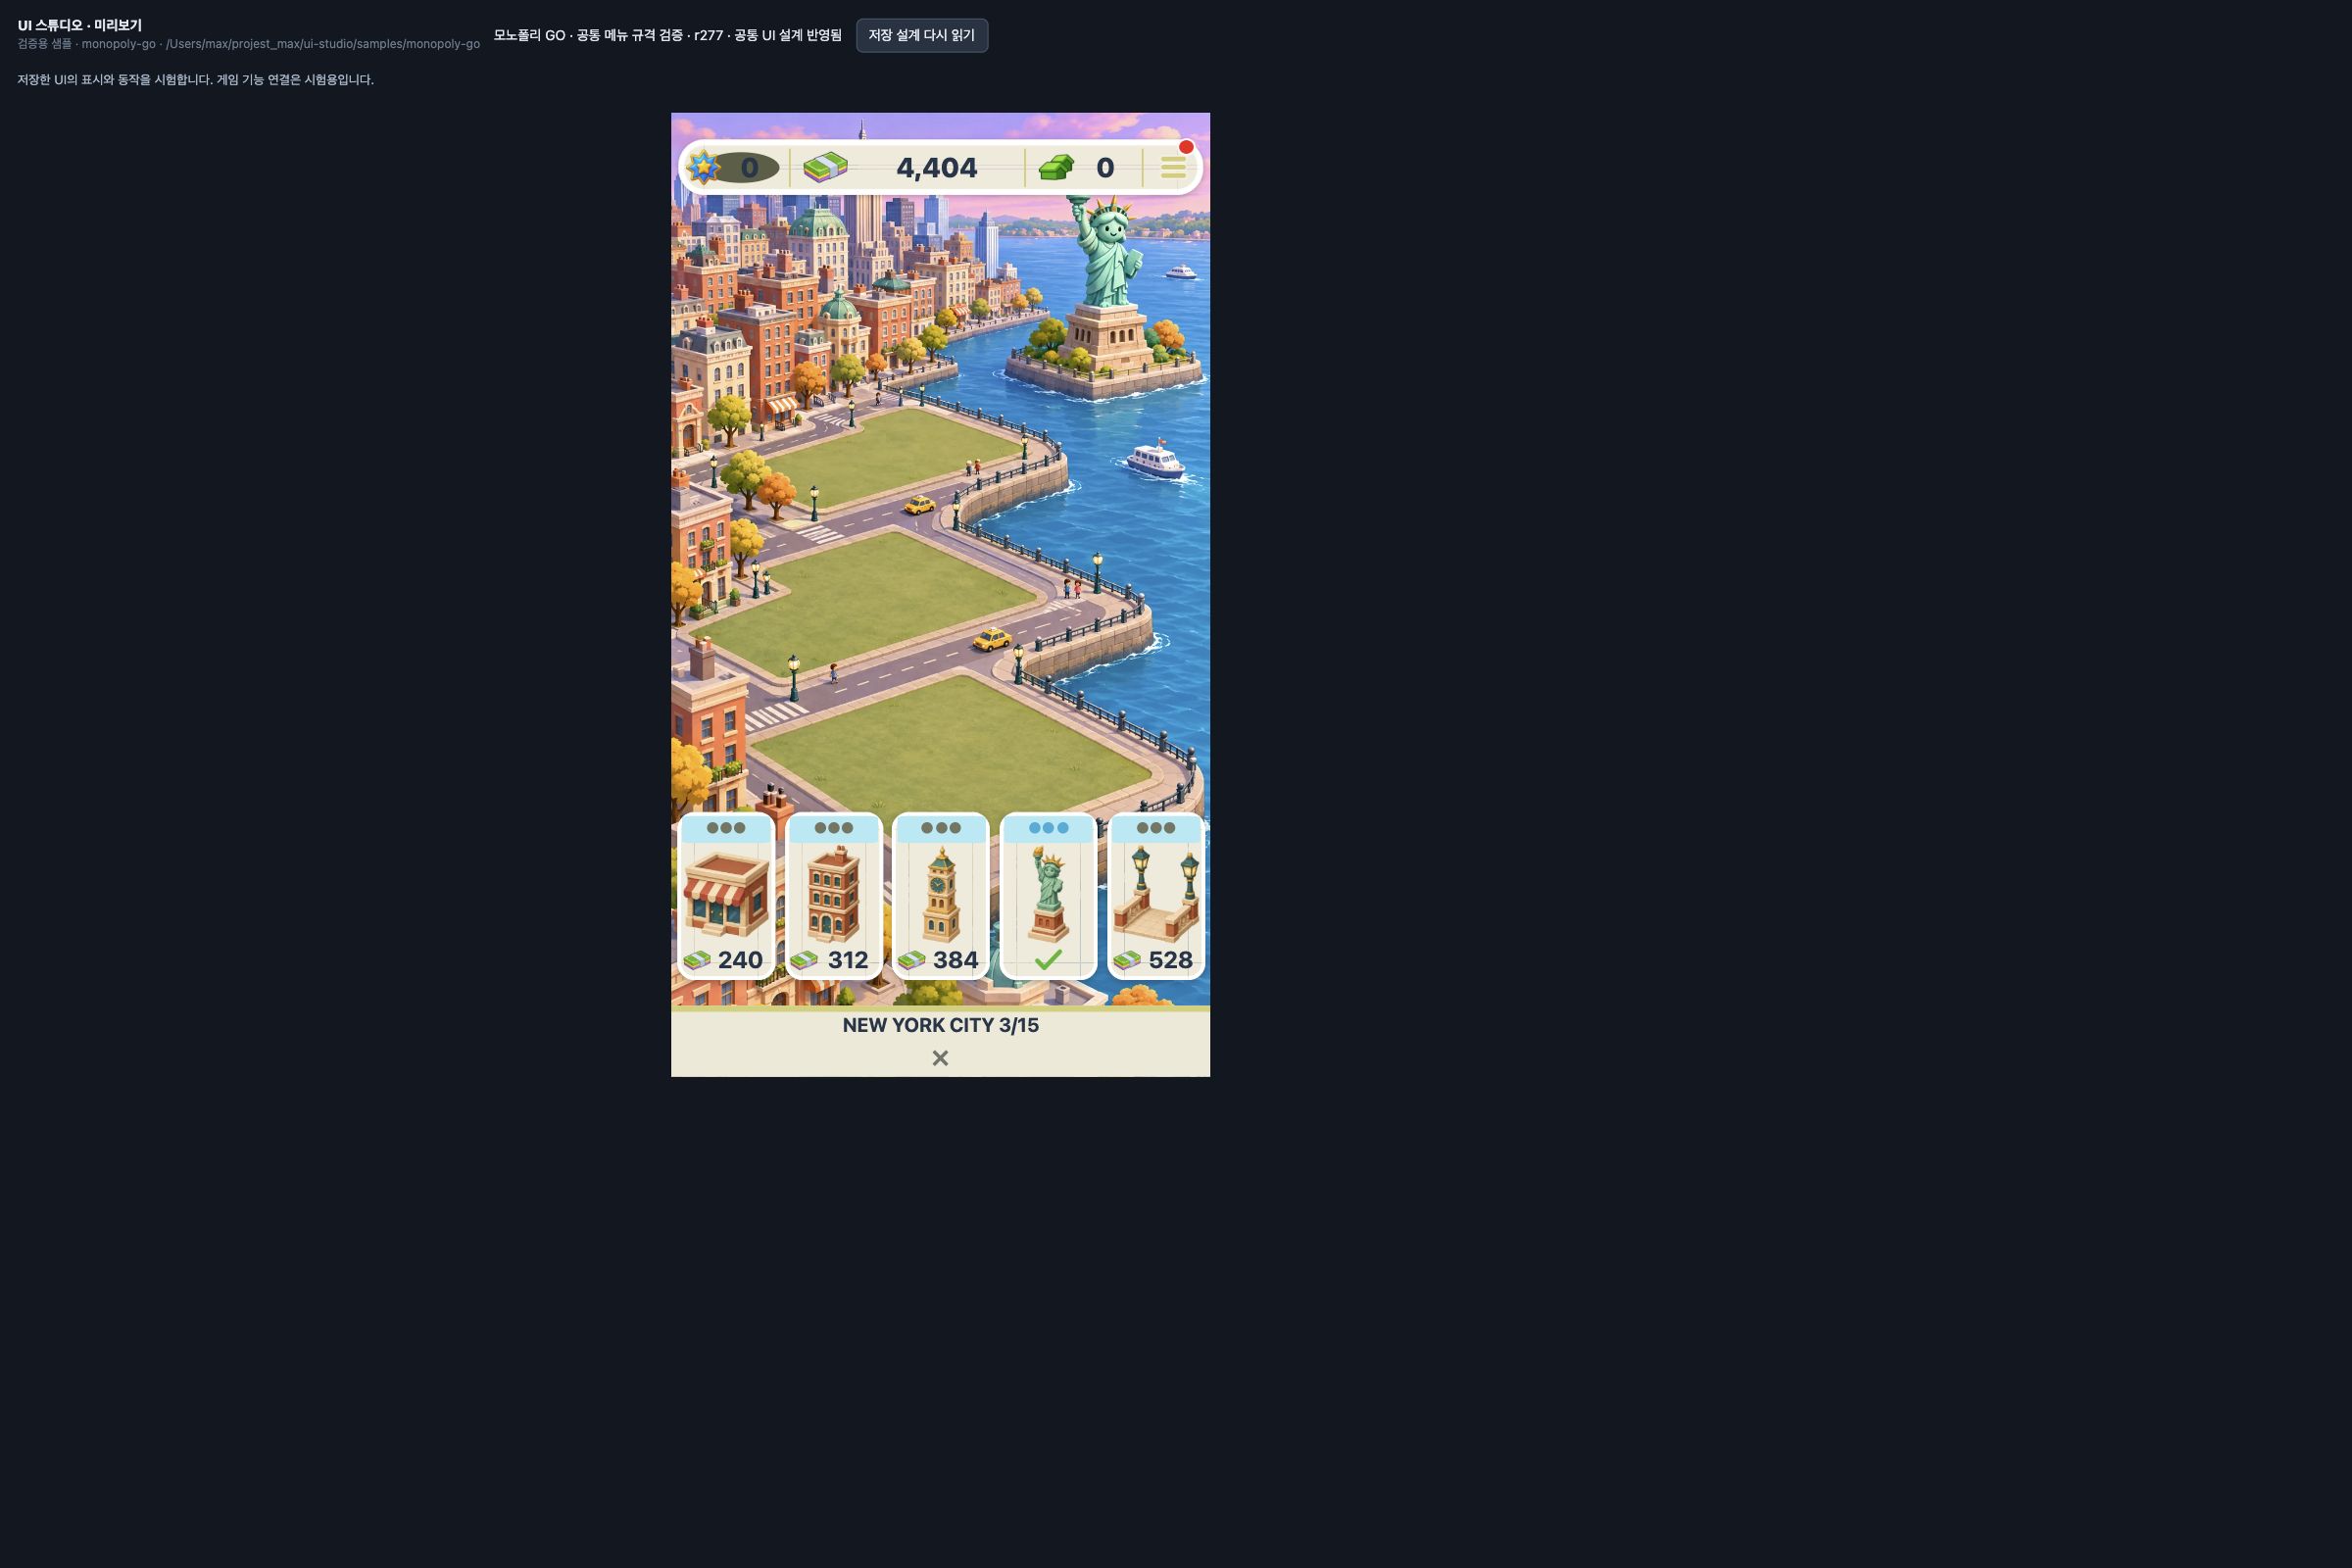 UI 스튜디오 · 미리보기
검증용 샘플 · monopoly-go · /Users/max/projest_max/ui-studio/samples/monopoly-go
모노폴리 GO · 공통 메뉴 규격 검증 · r277 · 공통 UI 설계 반영됨
저장 설계 다시 읽기
저장한 UI의 표시와 동작을 시험합니다. 게임 기능 연결은 시험용입니다.
0 4,404 0
240 312 384 528
NEW YORK CITY 3/15